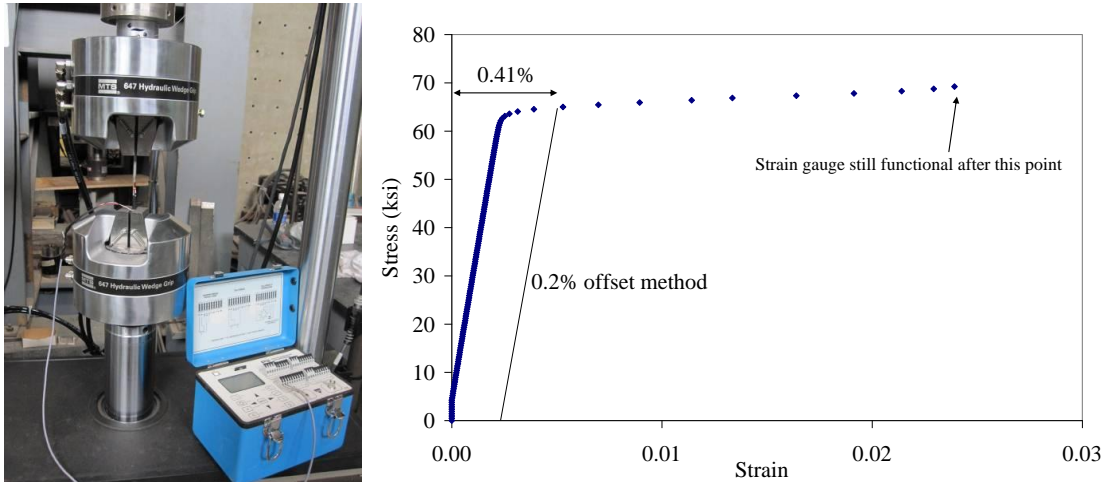 MTS 647 Hydraulic Wedge Grip
MTS 647 Hydraulic Wedge Grip
80
70
60
50
40
30
20
10
0
Stress (ksi)
0.41%
Strain gauge still functional after this point
0.2% offset method
0.00
0.01
0.02
0.03
Strain